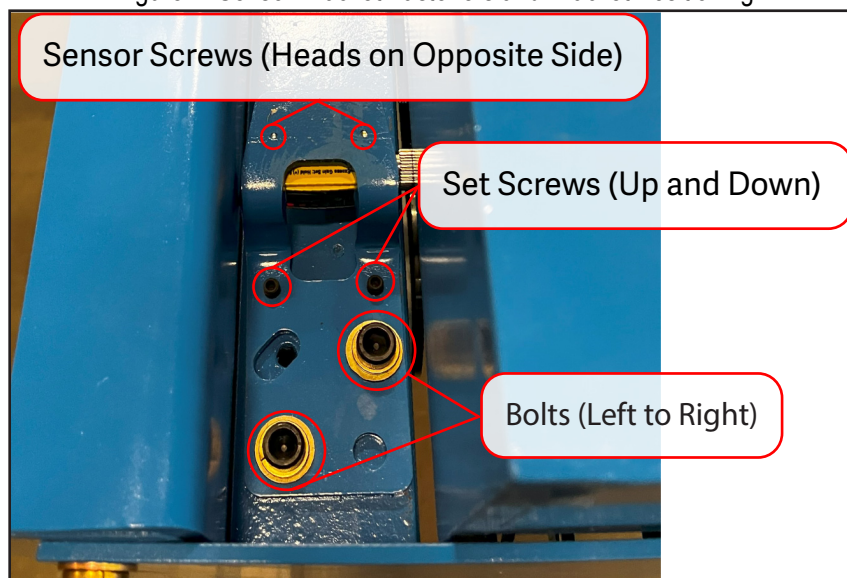 Sensor Screws (Heads on Opposite Side)
Set Screws (Up and Down)
Bolts (Left to Right)